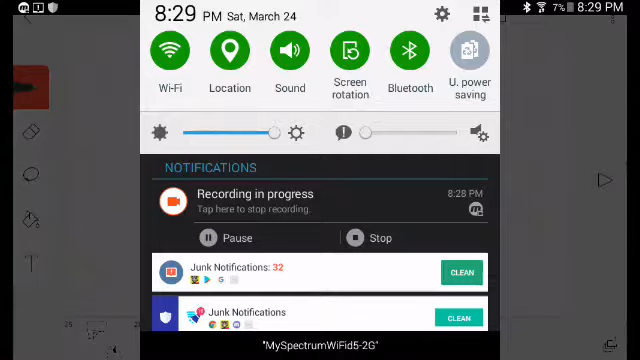 7% 8:29 PM
8:29 PM Sat, March 24
Wi-Fi
Location
Sound
Screen rotation
Bluetooth
U. power saving
NOTIFICATIONS
Recording in progress 8:28 PM
Tap here to stop recording.
Pause
Stop
Junk Notifications: 32
CLEAN
Junk Notifications
CLEAN
"MySpectrumWiFid5-2G"